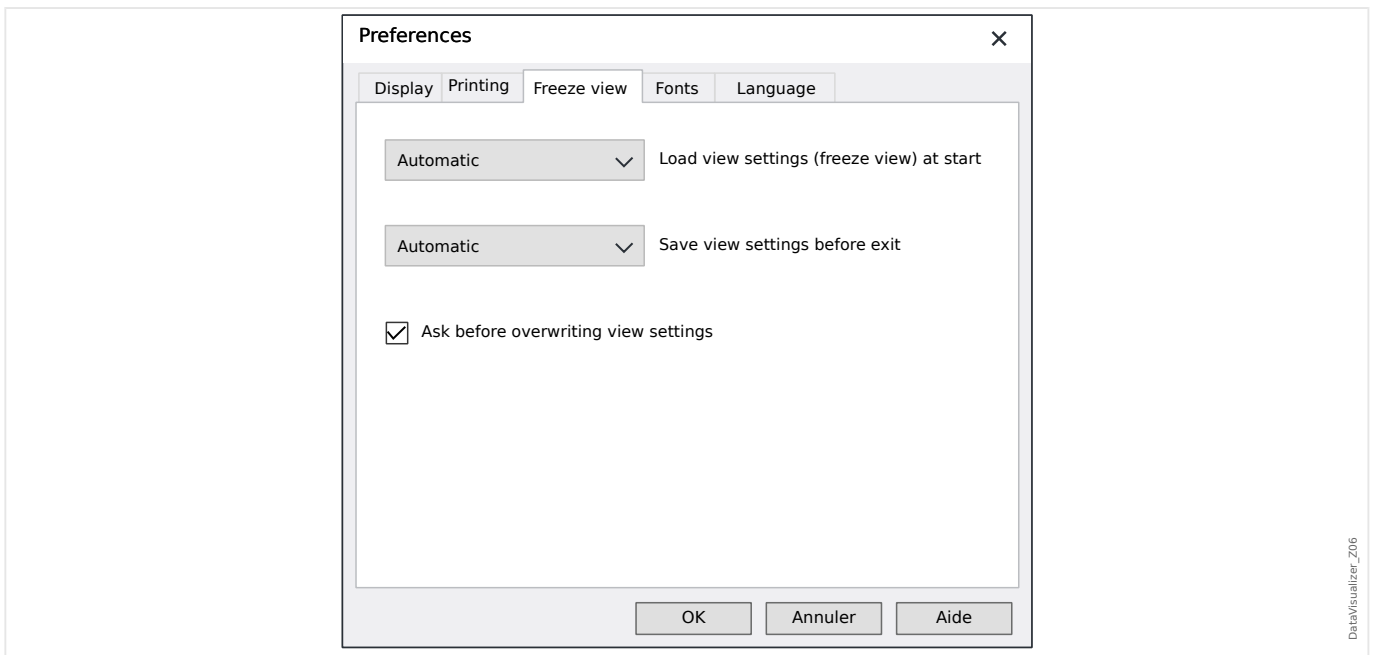 Preferences
Display Printing Freeze view Fonts Language
Automatic Load view settings (freeze view) at start
Automatic Save view settings before exit
Ask before overwriting view settings
OK Annuler Aide
DataVisualizer_Z06